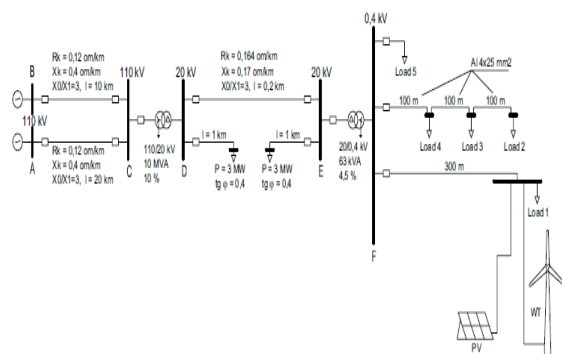 0,4 kV
Rk = 0,12 om/km
Xk = 0,4 om/km
X0/X1=3, l = 10 km
B
110 kV
20 kV
Rk = 0,164 om/km
Xk = 0,17 om/km
X0/X1=3, l = 0,2 km
20 kV
Load 5
Al 4x25 mm2
100 m
100 m
100 m
110 kV
Rk = 0,12 om/km
Xk = 0,4 om/km
X0/X1=3, l = 20 km
A
C
110/20 kV
10 MVA
10 %
D
l = 1 km
P = 3 MW
tg φ = 0,4
l = 1 km
P = 3 MW
tg φ = 0,4
E
20/0,4 kV
63 kVA
4,5 %
Load 4
Load 3
Load 2
300 m
Load 1
F
WT
PV